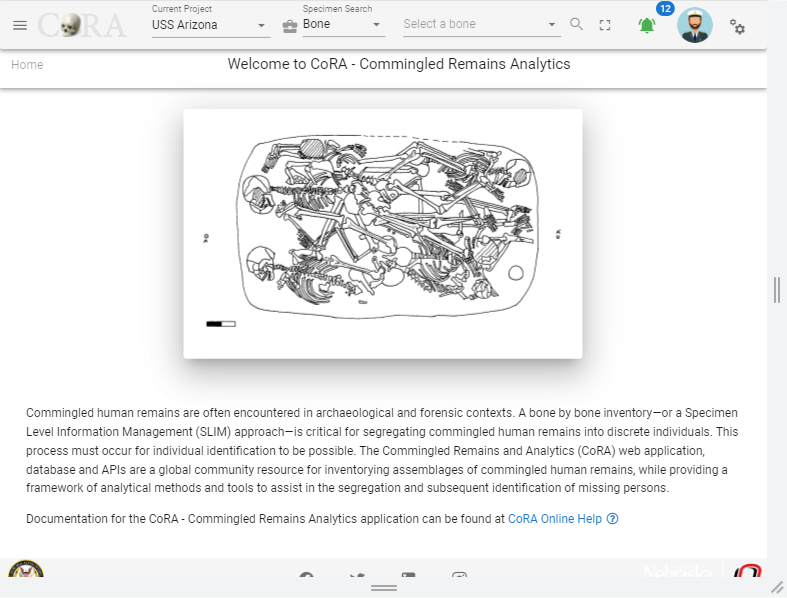 Current Project
Specimen Search
12
CoRA
USS Arizona
Bone
Select a bone
Home
Welcome to CoRA - Commingled Remains Analytics
Commingled human remains are often encountered in archaeological and forensic contexts. A bone by bone inventory—or a Specimen
Level Information Management (SLIM) approach—is critical for segregating commingled human remains into discrete individuals. This
process must occur for individual identification to be possible. The Commingled Remains and Analytics (CoRA) web application,
database and APIs are a global community resource for inventorying assemblages of commingled human remains, while providing a
framework of analytical methods and tools to assist in the segregation and subsequent identification of missing persons.
Documentation for the CoRA - Commingled Remains Analytics application can be found at CoRA Online Help
Nebraska